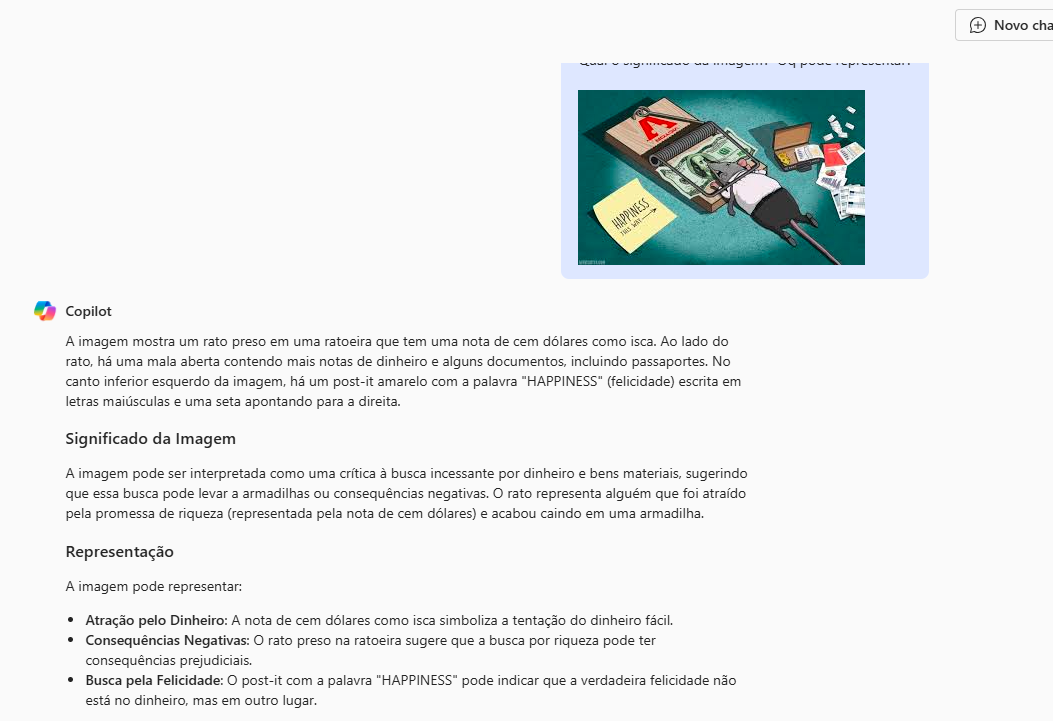 Novo cha
Qual o significado da imagem? Oq pode representar?
A
HAPPINESS
THIS WAY
Copilot
A imagem mostra um rato preso em uma ratoeira que tem uma nota de cem dólares como isca. Ao lado do
rato, há uma mala aberta contendo mais notas de dinheiro e alguns documentos, incluindo passaportes. No
canto inferior esquerdo da imagem, há um post-it amarelo com a palavra "HAPPINESS" (felicidade) escrita em
letras maiúsculas e uma seta apontando para a direita.
Significado da Imagem
A imagem pode ser interpretada como uma crítica à busca incessante por dinheiro e bens materiais, sugerindo
que essa busca pode levar a armadilhas ou consequências negativas. O rato representa alguém que foi atraído
pela promessa de riqueza (representada pela nota de cem dólares) e acabou caindo em uma armadilha.
Representação
A imagem pode representar:
• Atração pelo Dinheiro: A nota de cem dólares como isca simboliza a tentação do dinheiro fácil.
• Consequências Negativas: O rato preso na ratoeira sugere que a busca por riqueza pode ter
consequências prejudiciais.
• Busca pela Felicidade: O post-it com a palavra "HAPPINESS" pode indicar que a verdadeira felicidade não
está no dinheiro, mas em outro lugar.